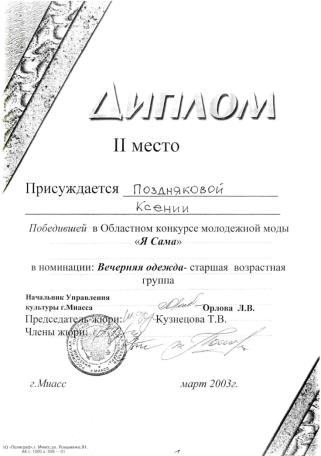 Диплом
II место
Присуждается Поздняковой
Ксении
Победившей в Областном конкурсе молодежной моды
«Я Сама»
в номинации: Вечерняя одежда- старшая возрастная
группа
Начальник Управления
культуры г.Миасса Орлова Л.В.
Председатель жюри: Кузнецова Т.В.
Члены жюри:
г.Миасс март 2003г.